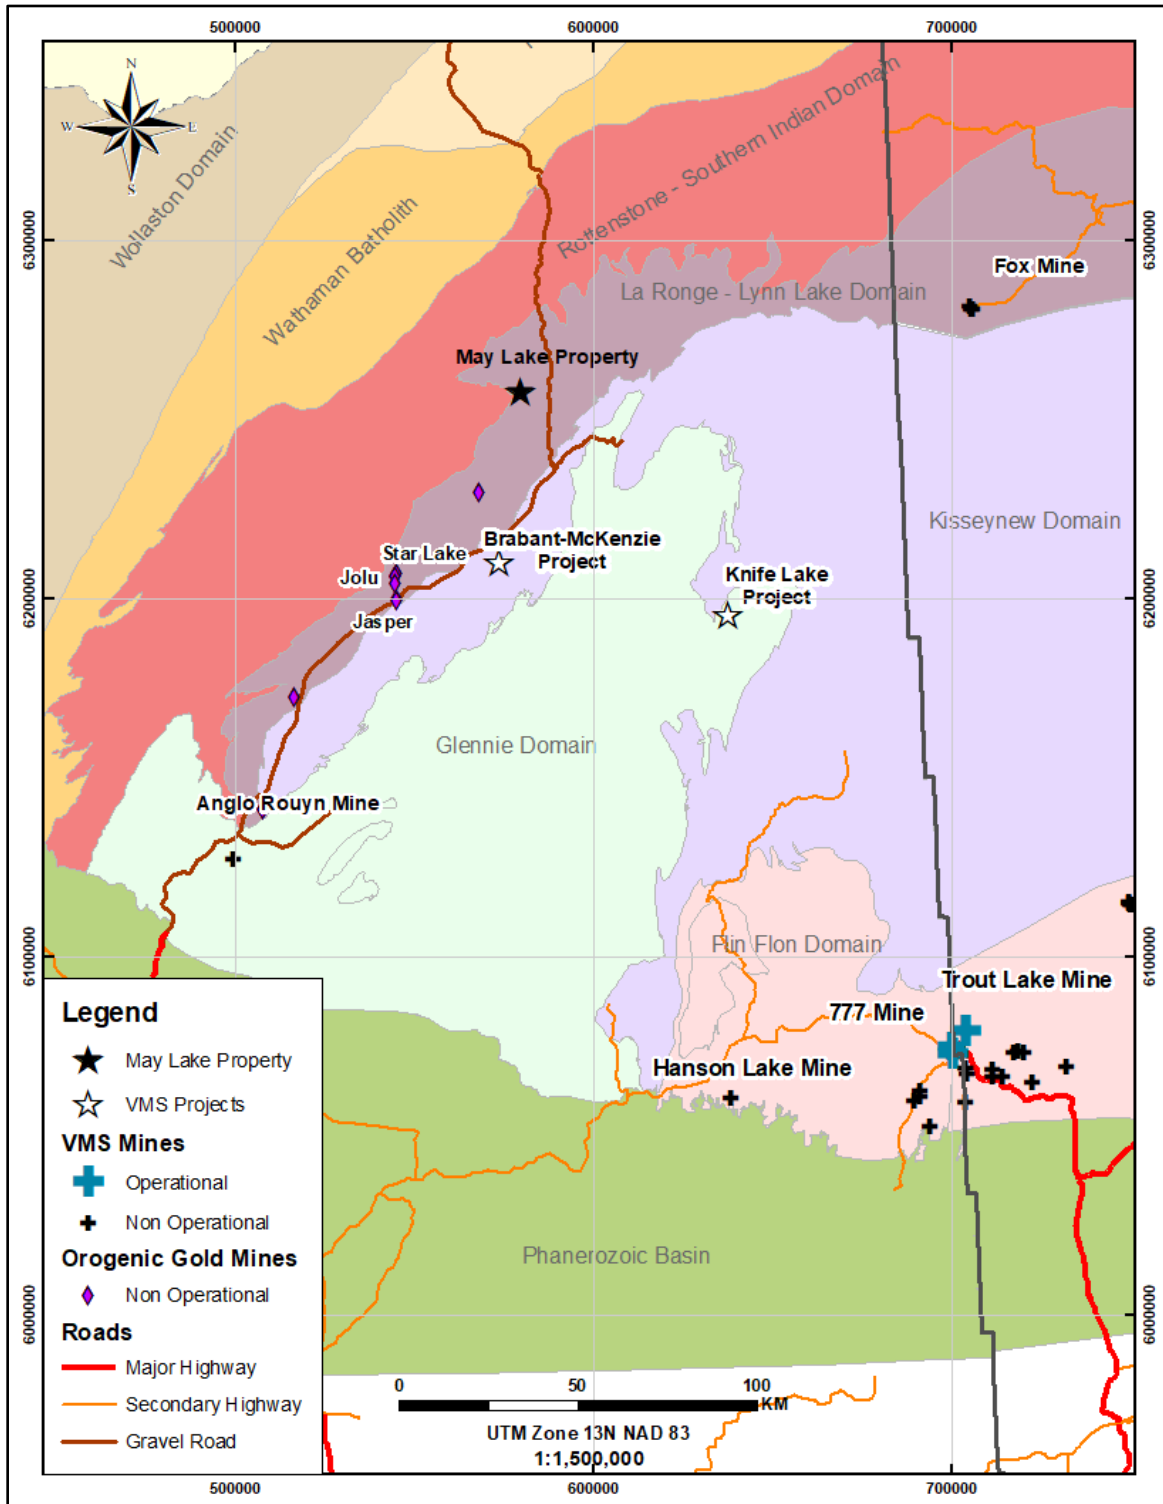 500000
600000
700000
N
W
E
S
Wollaston Domain
Wathaman Batholith
Rottenstone - Southern Indian Domain
6300000
6300000
Fox Mine
La Ronge - Lynn Lake Domain
May Lake Property
Kisseynew Domain
Brabant-McKenzie
Project
Star Lake
Jolu
Knife Lake
Project
6200000
6200000
Jasper
Glennie Domain
Anglo Rouyn Mine
Flin Flon Domain
6100000
6100000
Trout Lake Mine
777 Mine
Hanson Lake Mine
Phanerozoic Basin
6000000
Legend
May Lake Property
VMS Projects
VMS Mines
Operational
Non Operational
Orogenic Gold Mines
Non Operational
Roads
Major Highway
Secondary Highway
Gravel Road
0
50
100
KM
UTM Zone 13N NAD 83
1:1,500,000
500000
600000
700000